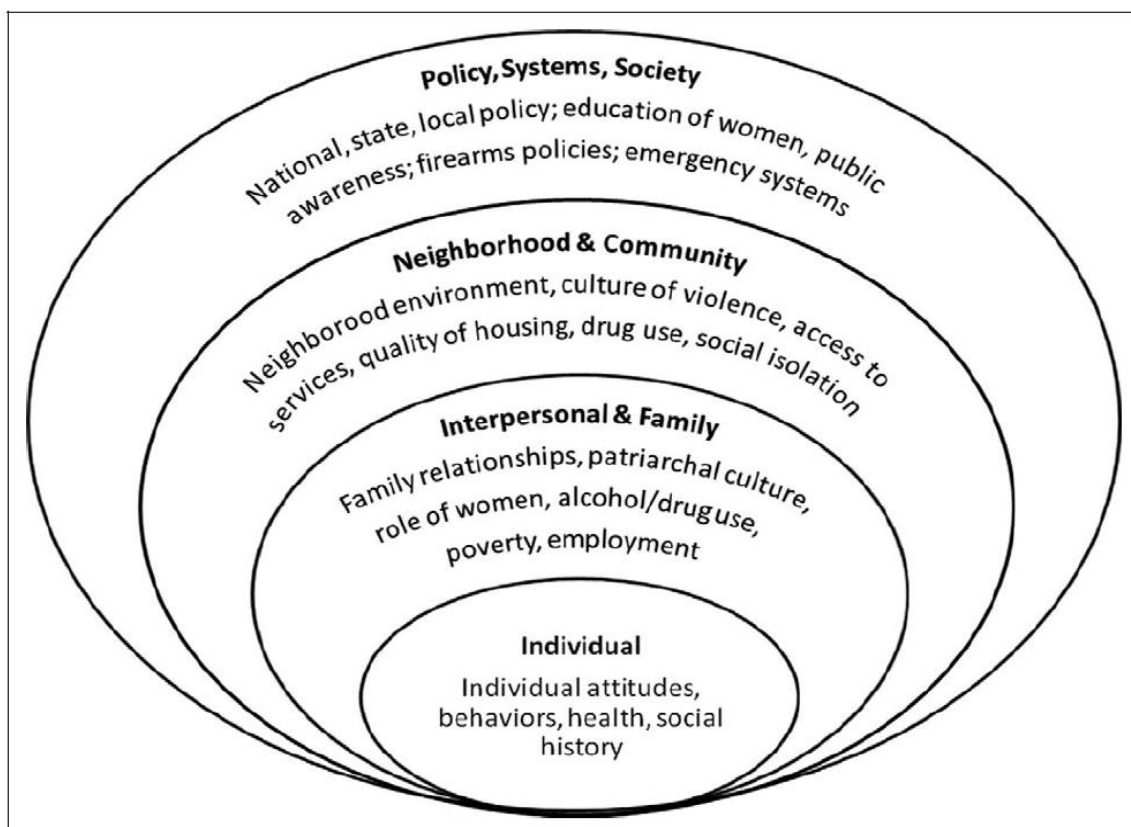 Policy, Systems, Society
National, state, local policy; education of women, public
awareness; firearms policies; emergency systems
Neighborhood & Community
Neighborood environment, culture of violence, access to
services, quality of housing, drug use, social isolation
Interpersonal & Family
Family relationships, patriarchal culture,
role of women, alcohol/drug use,
poverty, employment
Individual
Individual attitudes,
behaviors, health, social
history